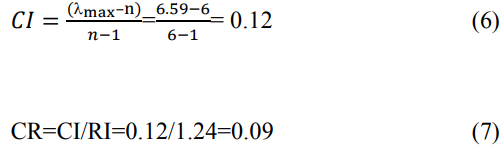 CI = (λmax−n)/n−1 = 6.59−6/6−1 = 0.12 (6)
CR=CI/RI=0.12/1.24=0.09 (7)